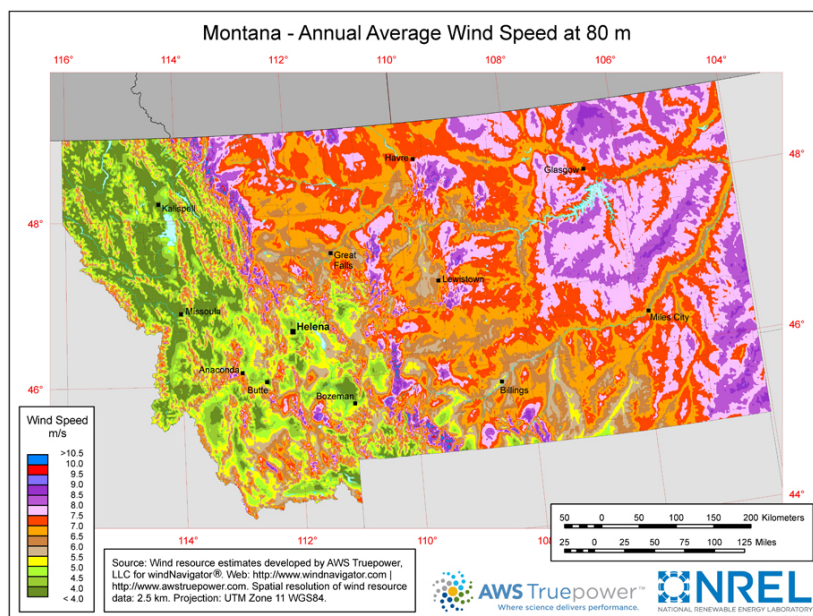 Montana - Annual Average Wind Speed at 80 m
116°
114°
112°
110°
108°
106°
104°
48°
48°
46°
46°
44°
114°
112°
110°
Kalispell
Missoula
Helena
Anaconda
Butte
Bozeman
Great
Falls
Havre
Lewistown
Billings
Glasgow
Miles City
Wind Speed
m/s
>10.5
10.0
9.5
9.0
8.5
8.0
7.5
7.0
6.5
6.0
5.5
5.0
4.5
4.0
< 4.0
Source: Wind resource estimates developed by AWS Truepower,
LLC for windNavigator®. Web: http://www.windnavigator.com |
http://www.awstruepower.com. Spatial resolution of wind resource
data: 2.5 km. Projection: UTM Zone 11 WGS84.
50 0 50 100 150 200 Kilometers
25 0 25 50 75 100 125 Miles
AWS Truepower™
Where science delivers performance.
NREL
NATIONAL RENEWABLE ENERGY LABORATORY